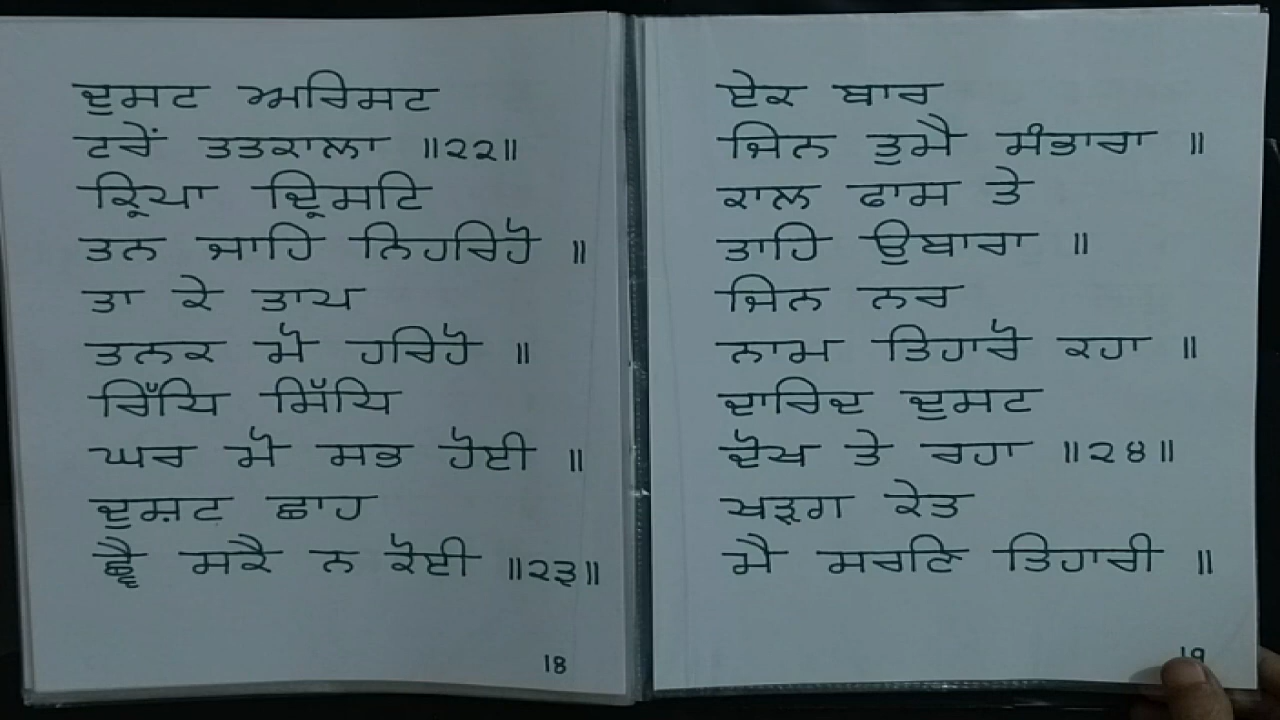 ਦੁਸਟ ਅਰਿਸਟ
ਟਰੇਂ ਤਤਕਾਲਾ ॥੨੨॥
ਕ੍ਰਿਪਾ ਦ੍ਰਿਸਟਿ
ਤਨ ਜਾਹਿ ਨਿਹਰਿਹੋ ॥
ਤਾ ਕੇ ਤਾਪ
ਤਨਕ ਮੋ ਹਰਿਹੋ ॥
ਰਿੱਧਿ ਸਿੱਧਿ
ਘਰ ਮੋ ਸਭ ਹੋਈ ॥
ਦੁਸ਼ਟ ਛਾਹ
ਛ੍ਵੈ ਸਕੈ ਨ ਕੋਈ ॥੨੩॥
18
ਏਕ ਬਾਰ
ਜਿਨ ਤੁਮੈ ਸੰਭਾਰਾ ॥
ਕਾਲ ਫਾਸ ਤੇ
ਤਾਹਿ ਉਬਾਰਾ ॥
ਜਿਨ ਨਰ
ਨਾਮ ਤਿਹਾਰੋ ਕਹਾ ॥
ਦਾਰਿਦ ਦੁਸਟ
ਦੋਖ ਤੇ ਰਹਾ ॥੨੪॥
ਖੜਗ ਕੇਤ
ਮੈ ਸਰਣਿ ਤਿਹਾਰੀ ॥
19